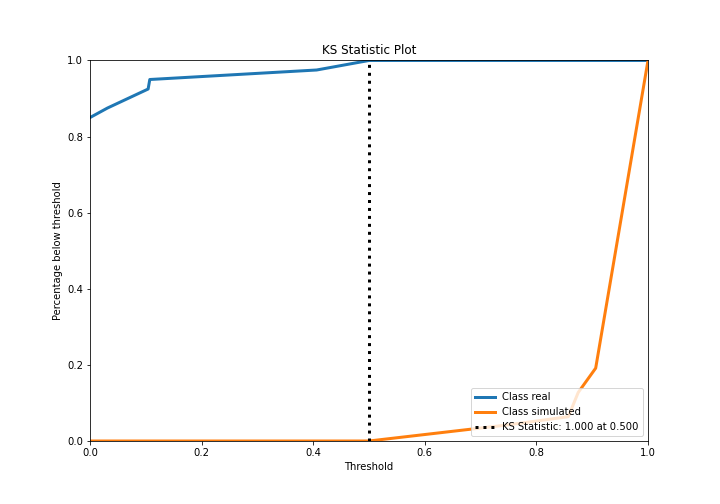 KS Statistic Plot
1.0
0.8
0.6
0.4
0.2
0.0
Percentage below threshold
0.0 0.2 0.4 0.6 0.8 1.0
Threshold
Class real
Class simulated
KS Statistic: 1.000 at 0.500